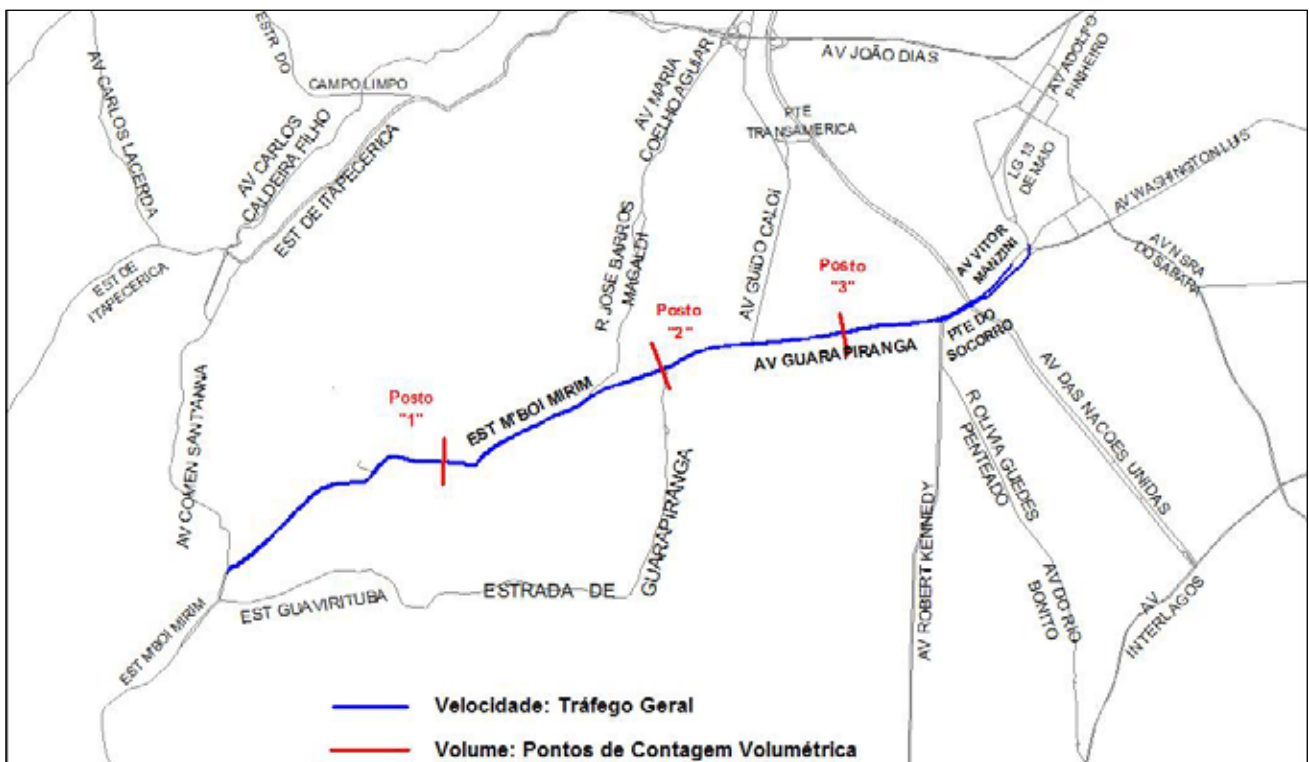 ESTR. DO
CAMPO LIMPO
AV CARLOS LACERDA
AV CARLOS
CALDEIRA FILHO
EST DE ITAPECERICA
EST DE
ITAPECERICA
AV MARIA
COELHO AGUIAR
AV JOÃO DIAS
AV ADOLFO
PINHEIRO
PTE
TRANSAMERICA
LG 13
DE MAIO
AV WASHINGTON LUIS
AV N SRA
DO SABARA
R JOSE BARROS
MAGALDI
AV GUIDO CALOI
AV VITOR
MANZINI
Posto
"3"
Posto
"2"
PTE DO
SOCORRO
AV GUARAPIRANGA
Posto
"1"
EST M'BOI MIRIM
AV COMEN SANT'ANNA
AV DAS NACOES UNIDAS
R OLIVIA GUEDES
PENTEADO
GUARAPIRANGA
ESTRADA DE
EST GUAVIRITUBA
EST M'BOI MIRIM
AV ROBERT KENNEDY
AV DO RIO
BONITO
AV
INTERLAGOS
Velocidade: Tráfego Geral
Volume: Pontos de Contagem Volumétrica